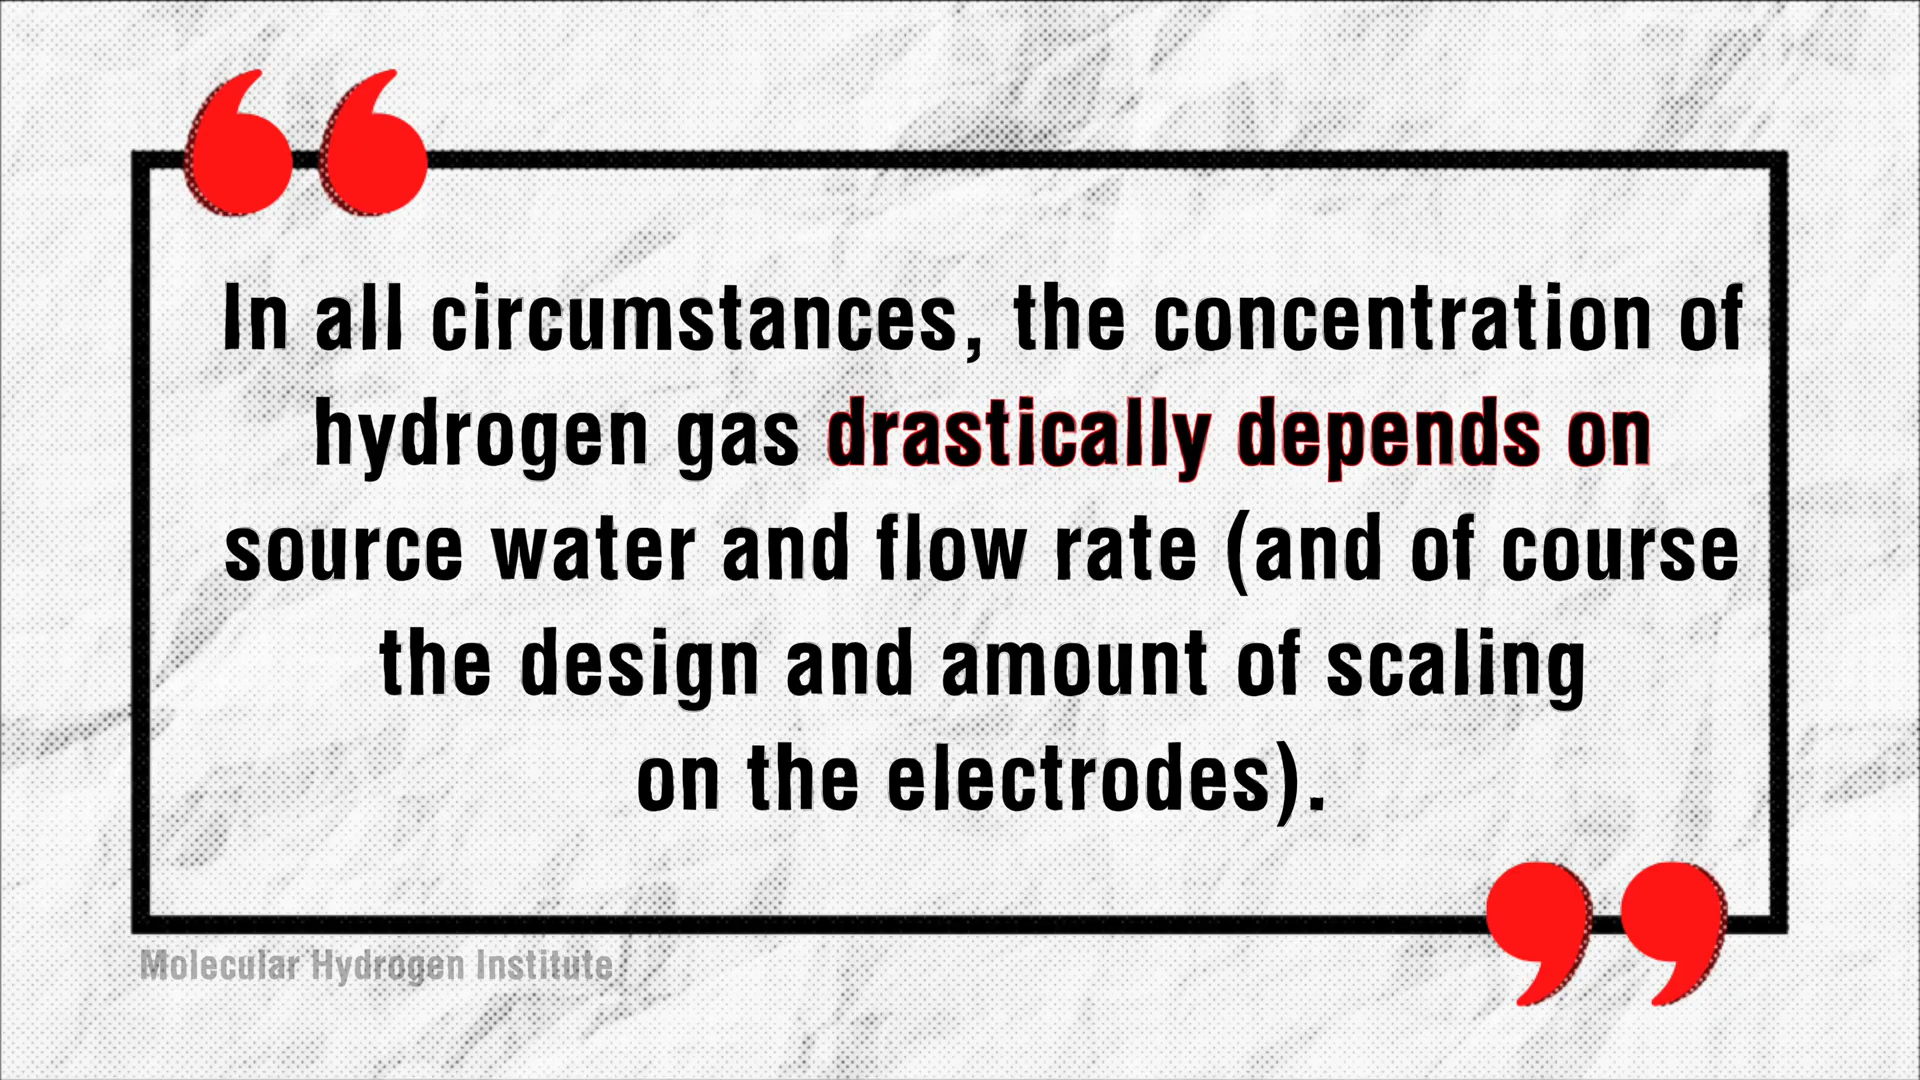 In all circumstances, the concentration of
hydrogen gas drastically depends on
source water and flow rate (and of course
the design and amount of scaling
on the electrodes).
Molecular Hydrogen Institute